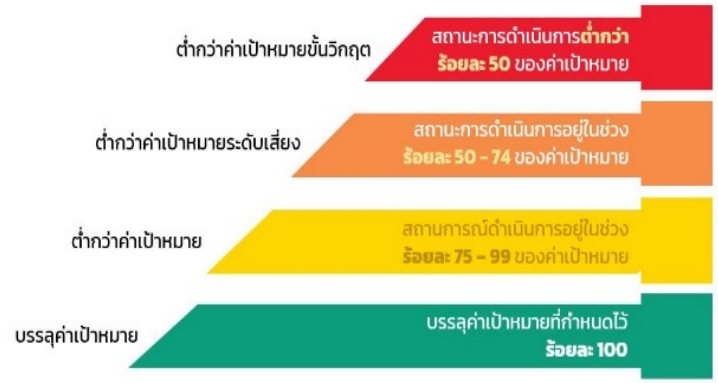 ต่ำกว่าค่าเป้าหมายขั้นวิกฤต
สถานะการดำเนินการต่ำกว่า
ร้อยละ 50 ของค่าเป้าหมาย
ต่ำกว่าค่าเป้าหมายระดับเสี่ยง
สถานะการดำเนินการอยู่ในช่วง
ร้อยละ 50 - 74 ของค่าเป้าหมาย
ต่ำกว่าค่าเป้าหมาย
สถานการณ์ดำเนินการอยู่ในช่วง
ร้อยละ 75 – 99 ของค่าเป้าหมาย
บรรลุค่าเป้าหมาย
บรรลุค่าเป้าหมายที่กำหนดไว้
ร้อยละ 100